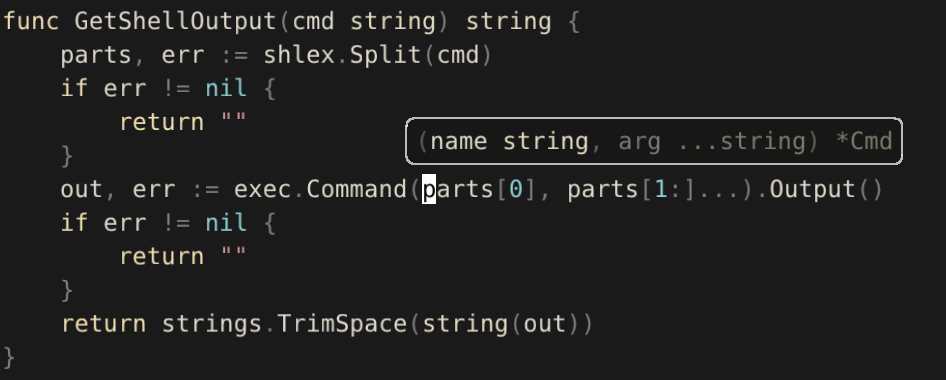 func GetShellOutput(cmd string) string {
    parts, err := shlex.Split(cmd)
    if err != nil {
        return ""
(name string, arg ...string) *Cmd
    }
    out, err := exec.Command(parts[0], parts[1:]...).Output()
    if err != nil {
        return ""
    }
    return strings.TrimSpace(string(out))
}